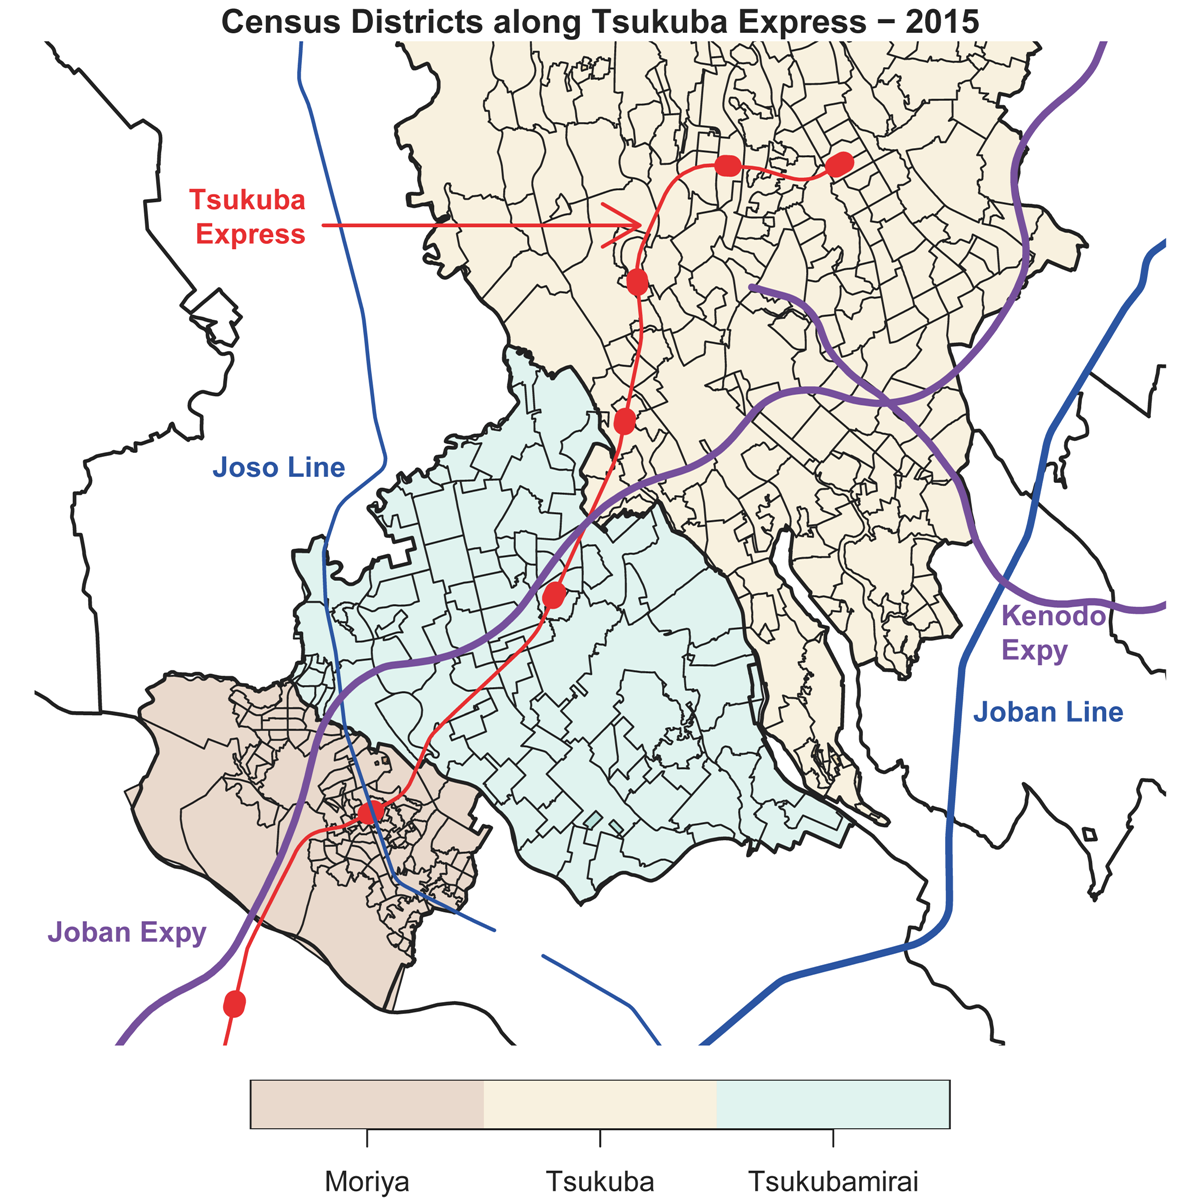 Census Districts along Tsukuba Express − 2015
Tsukuba
Express
Joso Line
Kenodo
Expy
Joban Line
Joban Expy
Moriya
Tsukuba
Tsukubamirai